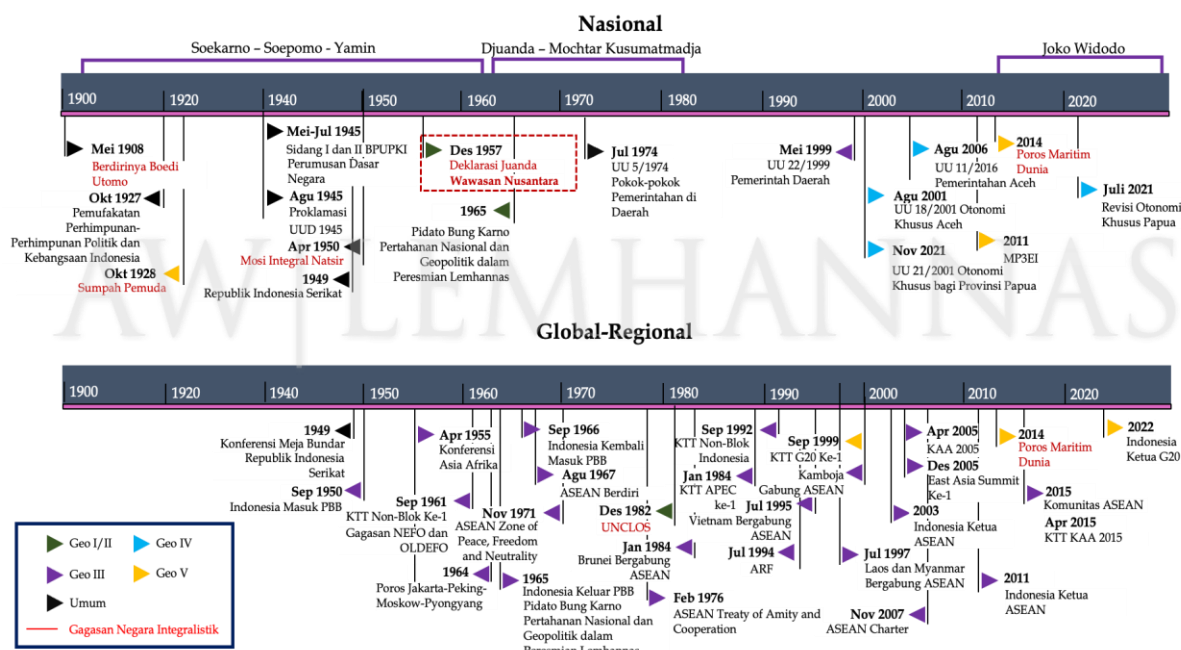 Nasional
Soekarno – Soepomo - Yamin
Djuanda – Mochtar Kusumatmadja
Joko Widodo
1900
1920
1940
1950
1960
1970
1980
1990
2000
2010
2020
Mei 1908
Berdirinya Boedi
Utomo
Okt 1927
Pemufakatan
Perhimpunan-
Perhimpunan Politik dan
Kebangsaan Indonesia
Okt 1928
Sumpah Pemuda
Mei-Jul 1945
Sidang I dan II BPUPKI
Perumusan Dasar
Negara
Agu 1945
Proklamasi
UUD 1945
Apr 1950
Mosi Integral Natsir
1949
Republik Indonesia Serikat
Des 1957
Deklarasi Juanda
Wawasan Nusantara
1965
Pidato Bung Karno
Pertahanan Nasional dan
Geopolitik dalam
Peresmian Lemhannas
Jul 1974
UU 5/1974
Pokok-pokok
Pemerintahan di
Daerah
Mei 1999
UU 22/1999
Pemerintah Daerah
Agu 2006
UU 11/2016
Pemerintahan Aceh
Agu 2001
UU 18/2001 Otonomi
Khusus Aceh
Nov 2021
UU 21/2001 Otonomi
Khusus bagi Provinsi Papua
2014
Poros Maritim
Dunia
2011
MP3EI
Juli 2021
Revisi Otonomi
Khusus Papua
AW | LEMHANNAS
Global-Regional
1900
1920
1940
1950
1960
1970
1980
1990
2000
2010
2020
1949
Konferensi Meja Bundar
Republik Indonesia
Serikat
Sep 1950
Indonesia Masuk PBB
Apr 1955
Konferensi
Asia Afrika
Sep 1961
KTT Non-Blok Ke-1
Gagasan NEFO dan
OLDEFO
1964
Poros Jakarta-Peking-
Moskow-Pyongyang
Nov 1971
ASEAN Zone of
Peace, Freedom
and Neutrality
1965
Indonesia Keluar PBB
Pidato Bung Karno
Pertahanan Nasional dan
Geopolitik dalam
Peresmian Lemhannas
Sep 1966
Indonesia Kembali
Masuk PBB
Agu 1967
ASEAN Berdiri
Des 1982
UNCLOS
Jan 1984
Brunei Bergabung
ASEAN
Feb 1976
ASEAN Treaty of Amity and
Cooperation
Sep 1992
KTT Non-Blok
Indonesia
Jan 1984
KTT APEC
ke-1
Jul 1995
Vietnam Bergabung
ASEAN
Jul 1994
ARF
Sep 1999
KTT G20 Ke-1
Kamboja
Gabung ASEAN
Jul 1997
Laos dan Myanmar
Bergabung ASEAN
Nov 2007
ASEAN Charter
Apr 2005
KAA 2005
Des 2005
East Asia Summit
Ke-1
2003
Indonesia Ketua
ASEAN
2011
Indonesia Ketua
ASEAN
2014
Poros Maritim
Dunia
2015
Komunitas ASEAN
Apr 2015
KTT KAA 2015
2022
Indonesia
Ketua G20
Geo I/II
Geo IV
Geo III
Geo V
Umum
Gagasan Negara Integralistik